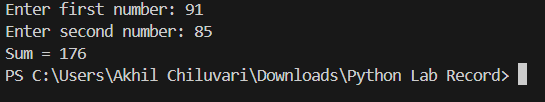 Enter first number: 91
Enter second number: 85
Sum = 176
PS C:\Users\Akhil Chiluvari\Downloads\Python Lab Record>